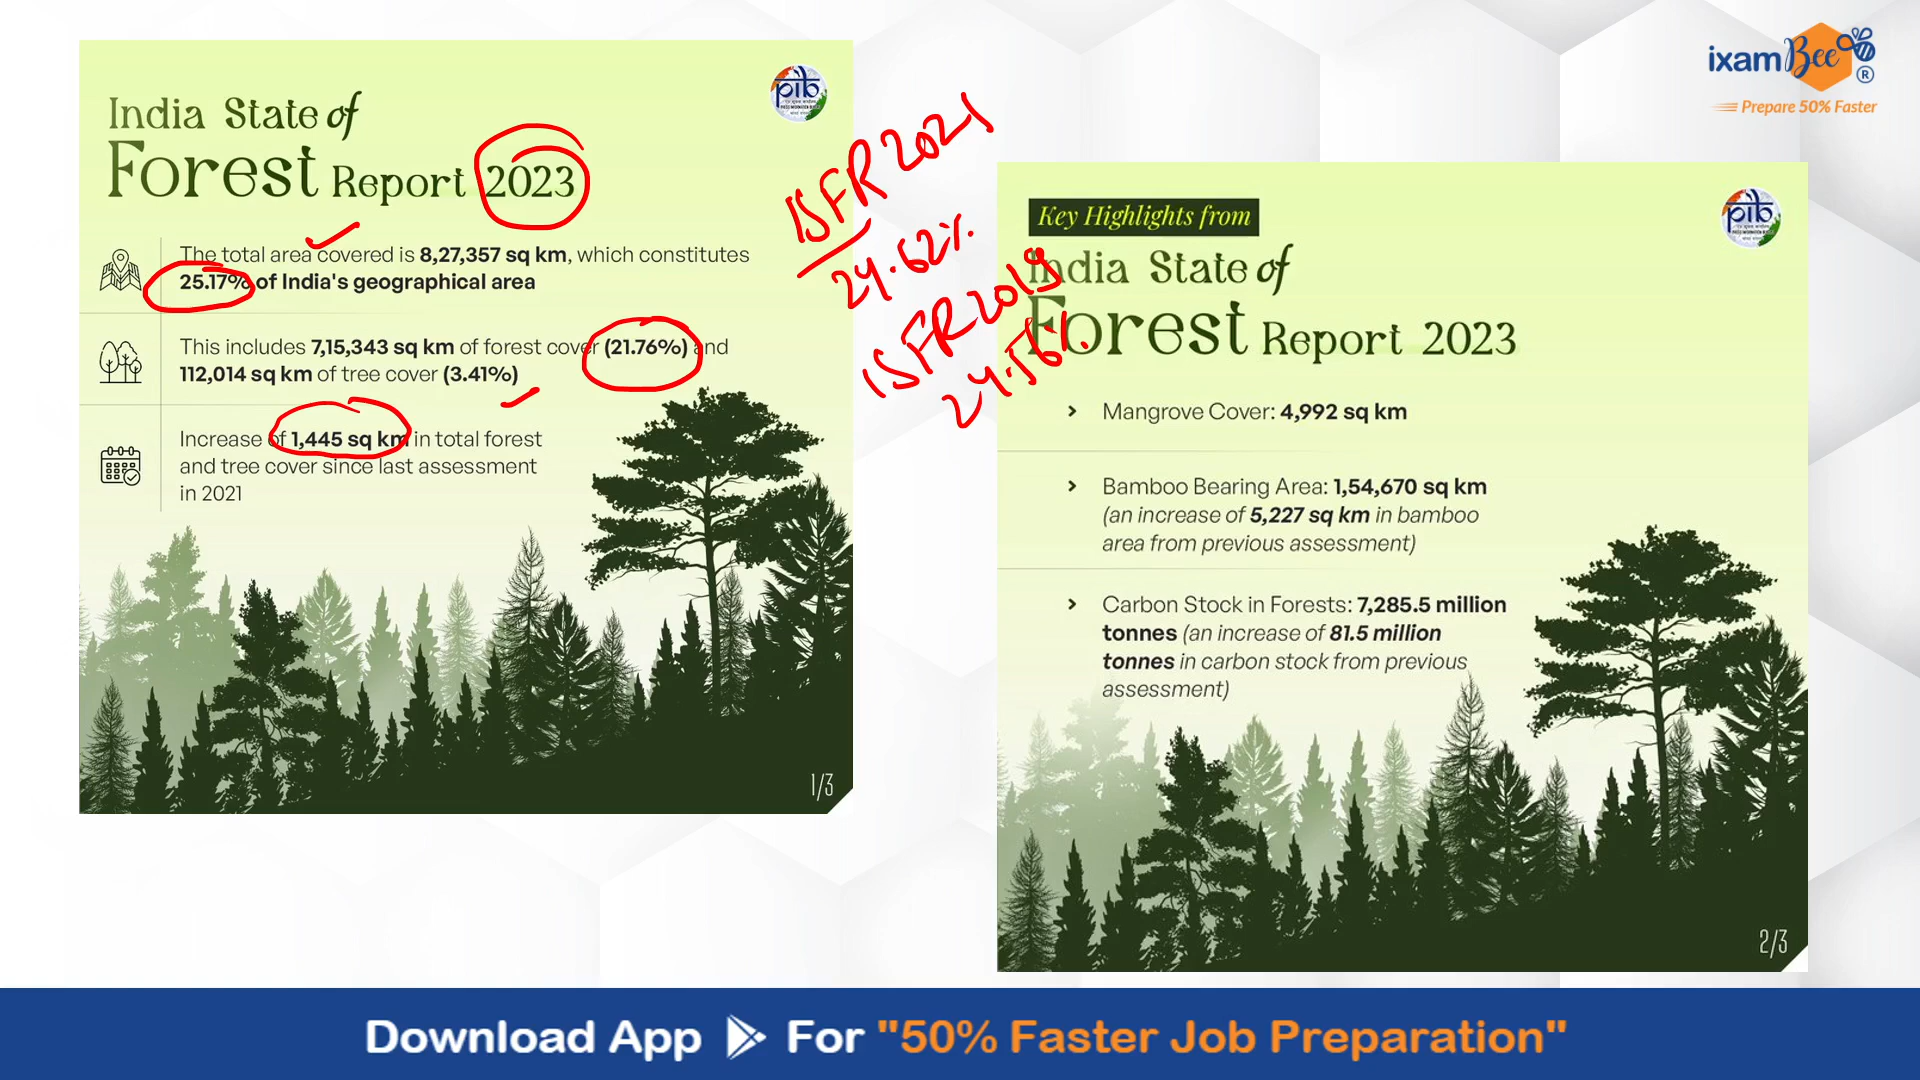 India State of
Forest Report 2023
The total area covered is 8,27,357 sq km, which constitutes
25.17% of India's geographical area
This includes 7,15,343 sq km of forest cover (21.76%) and
112,014 sq km of tree cover (3.41%)
Increase of 1,445 sq km in total forest
and tree cover since last assessment
in 2021
1/3
pib
ISFR 2021
24.62%
ISFR 2019
24.56%
ixamBee
®
Prepare 50% Faster
pib
Key Highlights from
India State of
Forest Report 2023
Mangrove Cover: 4,992 sq km
Bamboo Bearing Area: 1,54,670 sq km
(an increase of 5,227 sq km in bamboo
area from previous assessment)
Carbon Stock in Forests: 7,285.5 million
tonnes (an increase of 81.5 million
tonnes in carbon stock from previous
assessment)
2/3
Download App For "50% Faster Job Preparation"